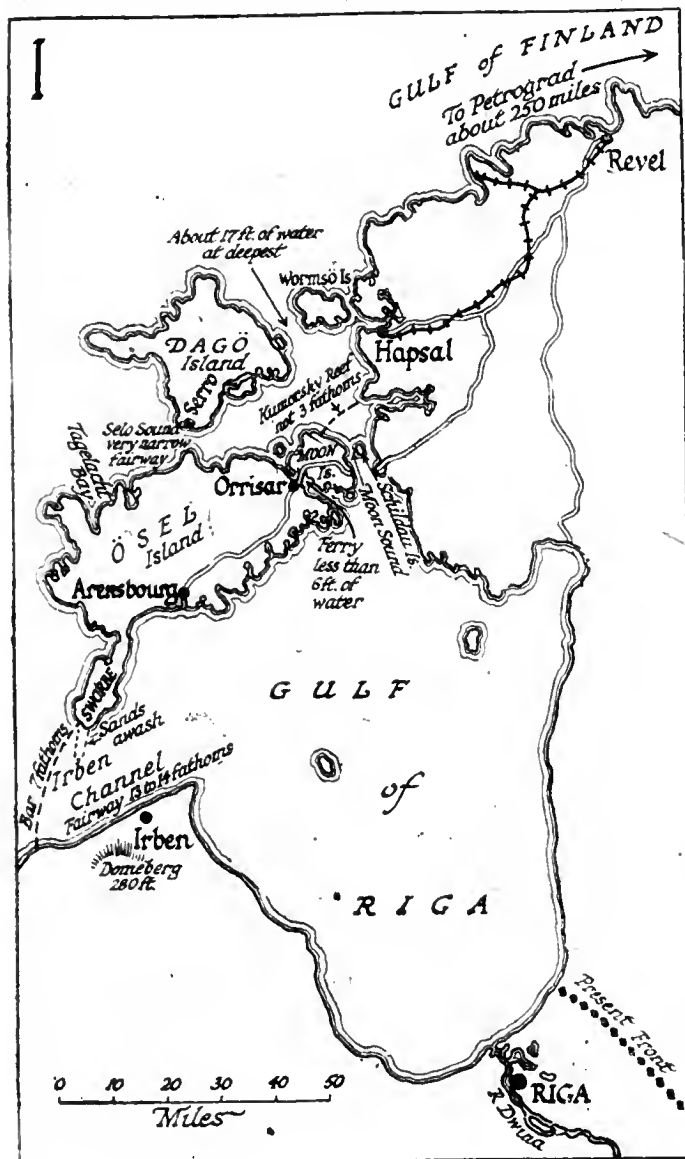 I
GULF of FINLAND
To Petrograd
about 250 miles
Revel
About 17 ft. of water
at deepest
Wormsö Is.
DAGÖ
Island
Hapsal
Serro
Kumorsky Reef
not 3 fathoms
Selo Sound
very narrow
fairway
Tagelacht
Bay
MOON
Is.
Orrisar
Schildau Is.
Moon Sound
ÖSEL
Island
Ferry
less than
6 ft. of
water
Arensbourg
SWORBE
GULF
of
RIGA
Sands
awash
Bar 7 fathoms
Irben
Channel
Fairway 13 to 14 fathoms
Irben
Domeberg
280 ft.
Present Front
0 10 20 30 40 50
Miles
RIGA
R. Dwina